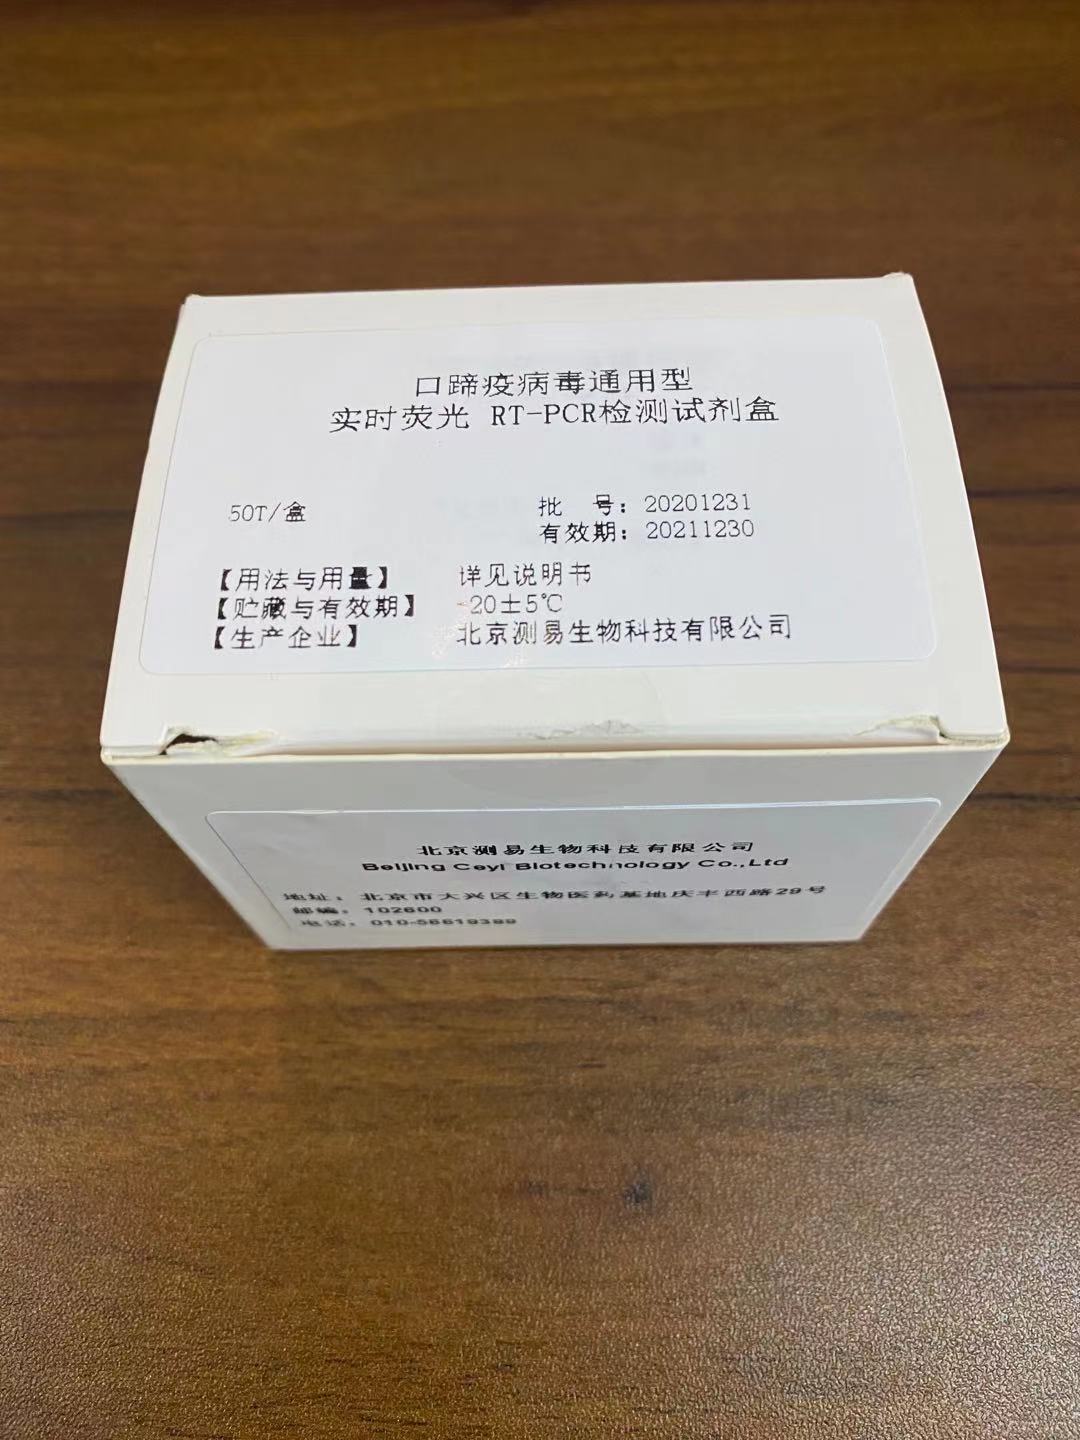 口蹄疫病毒通用型
实时荧光 RT-PCR检测试剂盒
50T/盒
批 号：20201231
有效期：20211230
【用法与用量】 详见说明书
【贮藏与有效期】 -20±5℃
【生产企业】 北京测易生物科技有限公司
北京测易生物科技有限公司
Beijing Ceyi Biotechnology Co.,Ltd
地址：北京市大兴区生物医药基地庆丰西路29号
邮编：102600
电话：010-56619389